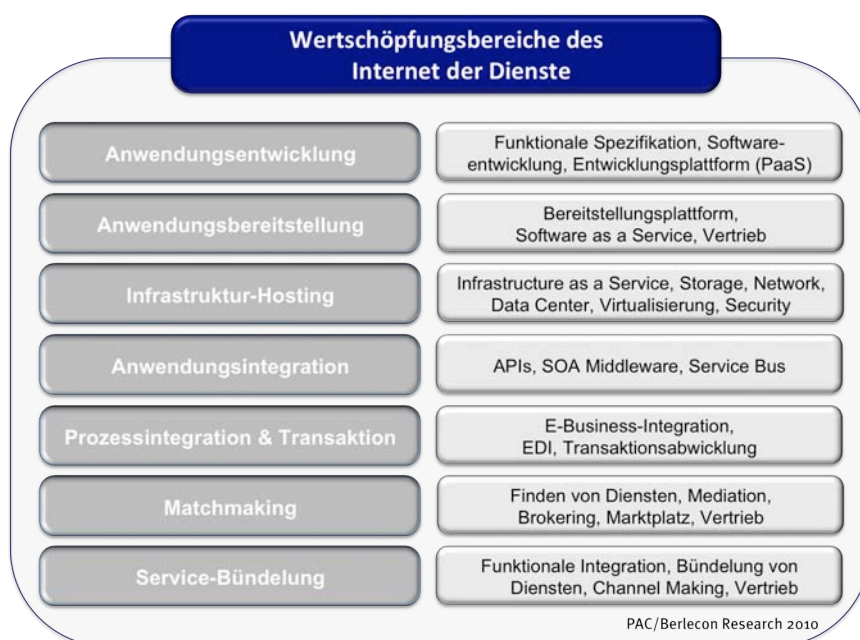 Wertschöpfungsbereiche des
Internet der Dienste
Anwendungsentwicklung
Funktionale Spezifikation, Software-
entwicklung, Entwicklungsplattform (PaaS)
Anwendungsbereitstellung
Bereitstellungsplattform,
Software as a Service, Vertrieb
Infrastruktur-Hosting
Infrastructure as a Service, Storage, Network,
Data Center, Virtualisierung, Security
Anwendungsintegration
APIs, SOA Middleware, Service Bus
Prozessintegration & Transaktion
E-Business-Integration,
EDI, Transaktionsabwicklung
Matchmaking
Finden von Diensten, Mediation,
Brokering, Marktplatz, Vertrieb
Service-Bündelung
Funktionale Integration, Bündelung von
Diensten, Channel Making, Vertrieb
PAC/Berlecon Research 2010